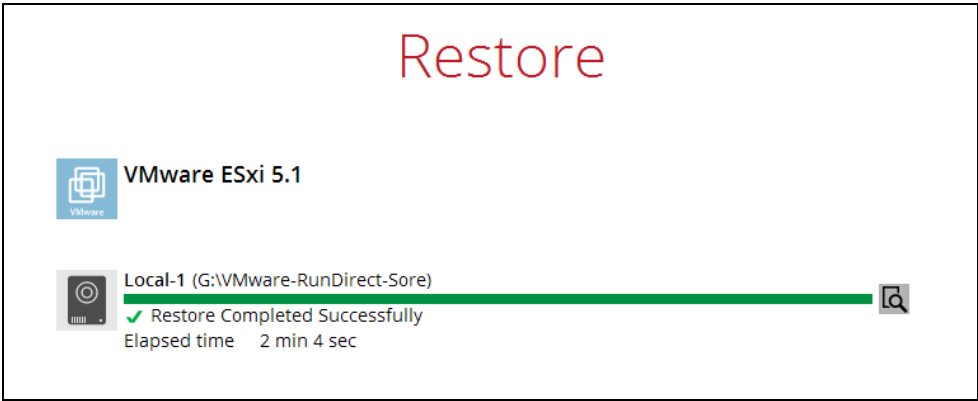 Restore
VMware ESxi 5.1
VMware
Local-1 (G:\VMware-RunDirect-Sore)
Restore Completed Successfully
Elapsed time 2 min 4 sec